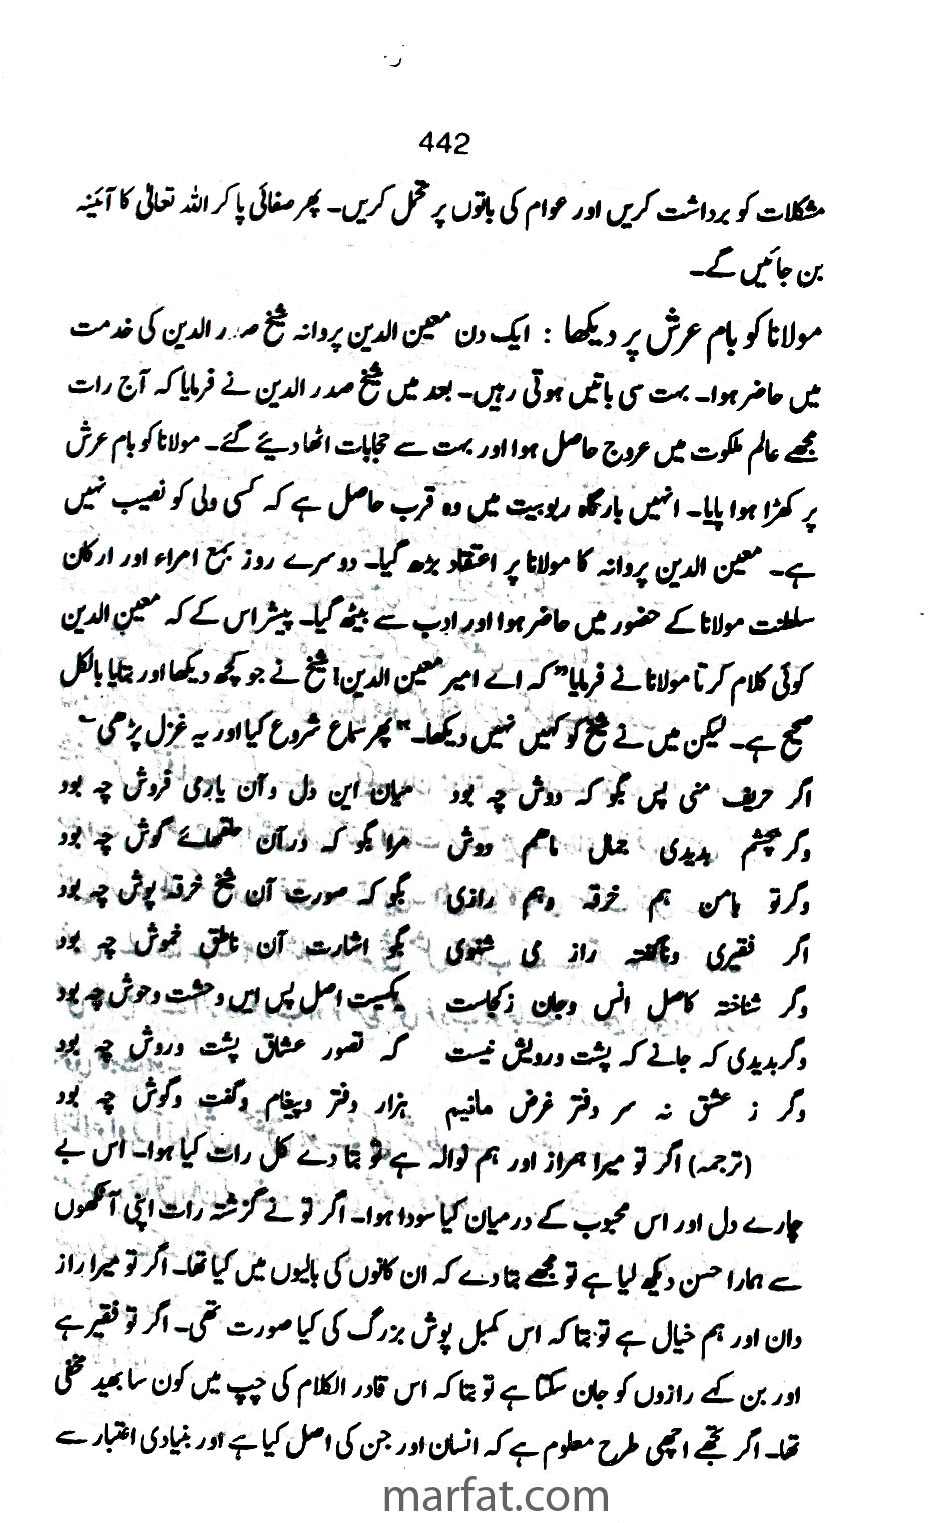 442
مشکلات کو برداشت کریں اور عوام کی باتوں پر تحمل کریں۔ پھر صفائی پا کر اللہ تعالیٰ کا آئینہ
بن جائیں گے۔
مولانا کو بام عرش پر دیکھا : ایک دن معین الدین پروانہ شیخ صدر الدین کی خدمت
میں حاضر ہوا۔ بہت سی باتیں ہوتی رہیں۔ بعد میں شیخ صدر الدین نے فرمایا کہ آج رات
مجھے عالم ملکوت میں عروج حاصل ہوا اور بہت سے حجابات اٹھا دیئے گئے۔ مولانا کو بام عرش
پر کھڑا ہوا پایا۔ انہیں بارگاہ ربوبیت میں وہ قرب حاصل ہے کہ کسی ولی کو نصیب نہیں
ہے۔ معین الدین پروانہ کا مولانا پر اعتقاد بڑھ گیا۔ دوسرے روز بمع امراء اور ارکان
سلطنت مولانا کے حضور میں حاضر ہوا اور ادب سے بیٹھ گیا۔ پیشتر اس کے کہ معین الدین
کوئی کلام کرتا مولانا نے فرمایا "کہ اے امیر معین الدین! شیخ نے جو کچھ دیکھا اور بتایا بالکل
صحیح ہے۔ لیکن میں نے شیخ کو کہیں نہیں دیکھا۔" پھر سماع شروع کیا اور یہ غزل پڑھی ۔
اگر حریف منی پس بگو کہ دوش چہ بود میان این دل و آن یار می فروش چہ بود
وگر بچشم بدیدی جمال ماہم دوش مرا بگو کہ در آن حلقہائے گوش چہ بود
وگر تو بامن ہم خرقہ وہم رازی بگو کہ صورت آن شیخ خرقہ پوش چہ بود
اگر فقیری وناگفتہ راز می شنوی بگو اشارت آن ناطق خموش چہ بود
وگر شناختہ کاصل انس وجان زکجاست یکیست اصل پس ایں وحشت وحوش چہ بود
وگر بدیدی کہ جانے کہ پشت ورویش نیست کہ تصور عشاق پشت و روش چہ بود
وگر ز عشق نہ سر دفتر غرض مانیم ہزار دفتر وپیغام وگفت وگوش چہ بود
(ترجمہ) اگر تو میرا ہمراز اور ہم نوالہ ہے تو بتا دے کل رات کیا ہوا۔ اس بے
چارے دل اور اس محبوب کے درمیان کیا سودا ہوا۔ اگر تو نے گزشتہ رات اپنی آنکھوں
سے ہمارا حسن دیکھ لیا ہے تو مجھے بتا دے کہ ان کانوں کی بالیوں میں کیا تھا۔ اگر تو میرا راز
دان اور ہم خیال ہے تو بتا کہ اس کمبل پوش بزرگ کی کیا صورت تھی۔ اگر تو فقیر ہے
اور بن کہے رازوں کو جان سکتا ہے تو بتا کہ اس قادر الکلام کی چپ میں کون سا بھید مخفی
تھا۔ اگر تجھے اچھی طرح معلوم ہے کہ انسان اور جن کی اصل کیا ہے اور بنیادی اعتبار سے
marfat.com